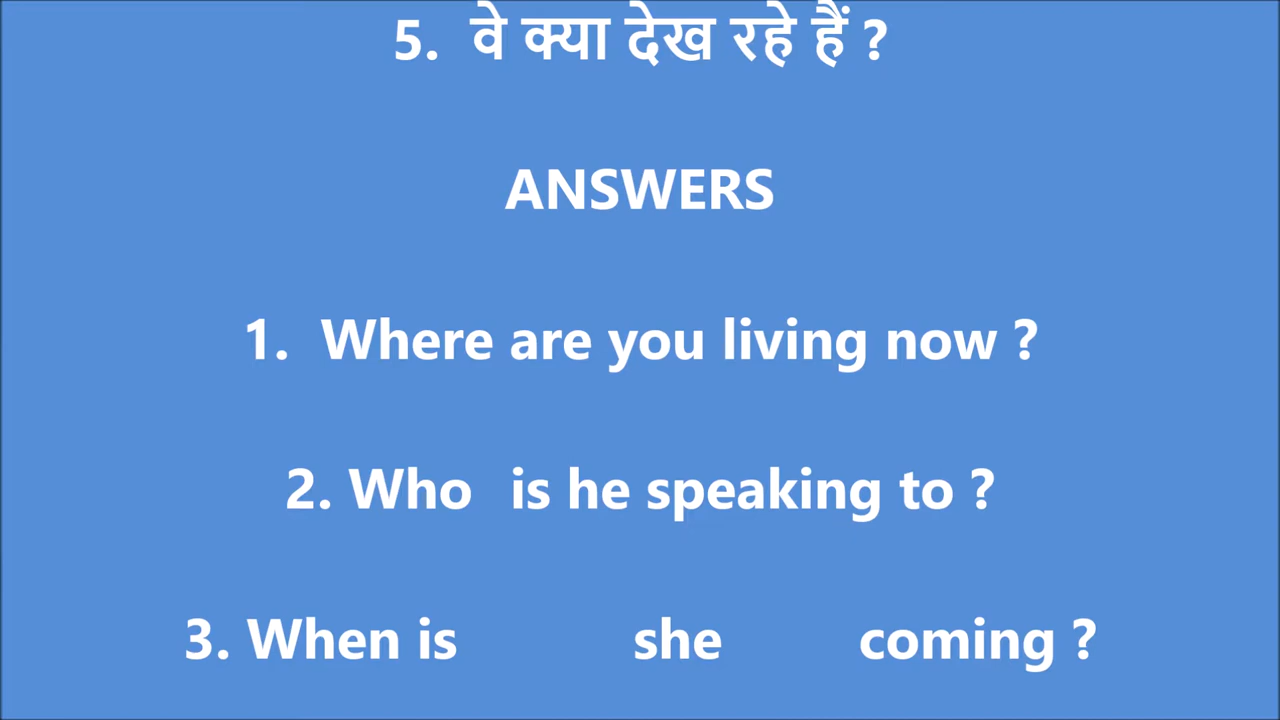 5. वे क्या देख रहे हैं ?
ANSWERS
1. Where are you living now ?
2. Who is he speaking to ?
3. When is she coming ?